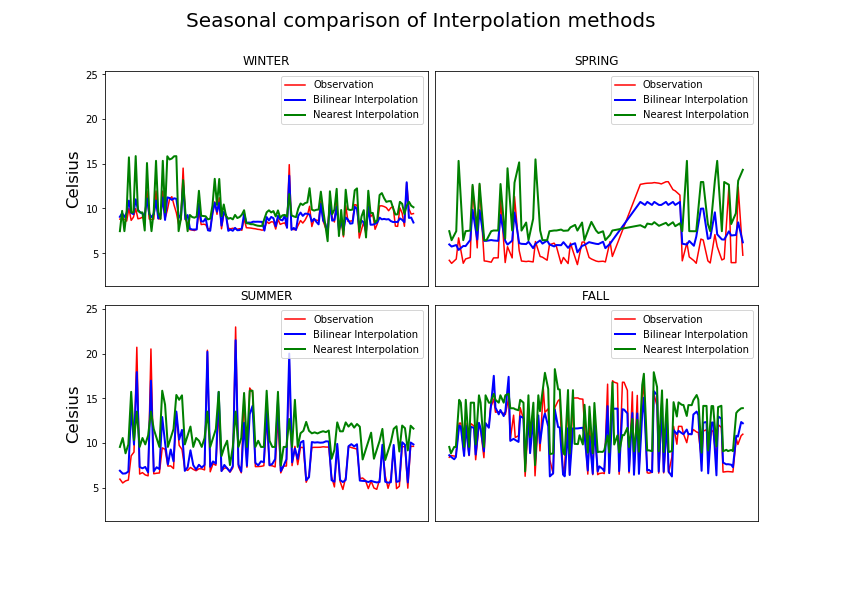 Seasonal comparison of Interpolation methods
WINTER
SPRING
25
20
15
10
5
Celsius
Observation
Bilinear Interpolation
Nearest Interpolation
Observation
Bilinear Interpolation
Nearest Interpolation
SUMMER
FALL
25
20
15
10
5
Celsius
Observation
Bilinear Interpolation
Nearest Interpolation
Observation
Bilinear Interpolation
Nearest Interpolation